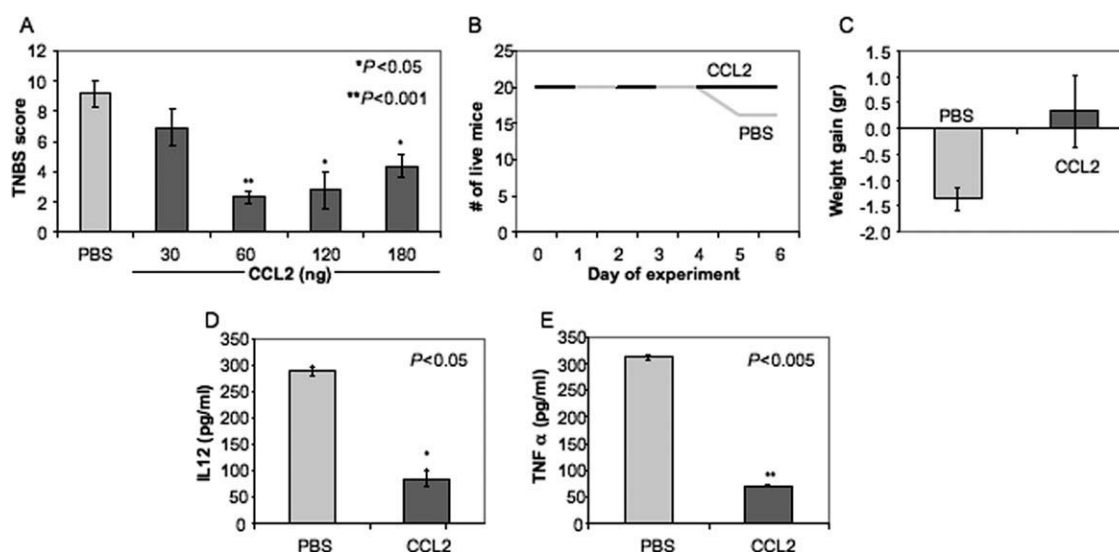 A
TNBS score
12
10
8
6
4
2
0
*P<0.05
**P<0.001
**
*
*
PBS
30
60
120
180
CCL2 (ng)
B
# of live mice
25
20
15
10
5
0
CCL2
PBS
0 1 2 3 4 5 6
Day of experiment
C
Weight gain (gr)
1.5
1.0
0.5
0.0
-0.5
-1.0
-1.5
-2.0
PBS
CCL2
D
IL12 (pg/ml)
350
300
250
200
150
100
50
0
P<0.05
*
PBS
CCL2
E
TNF α (pg/ml)
350
300
250
200
150
100
50
0
P<0.005
**
PBS
CCL2